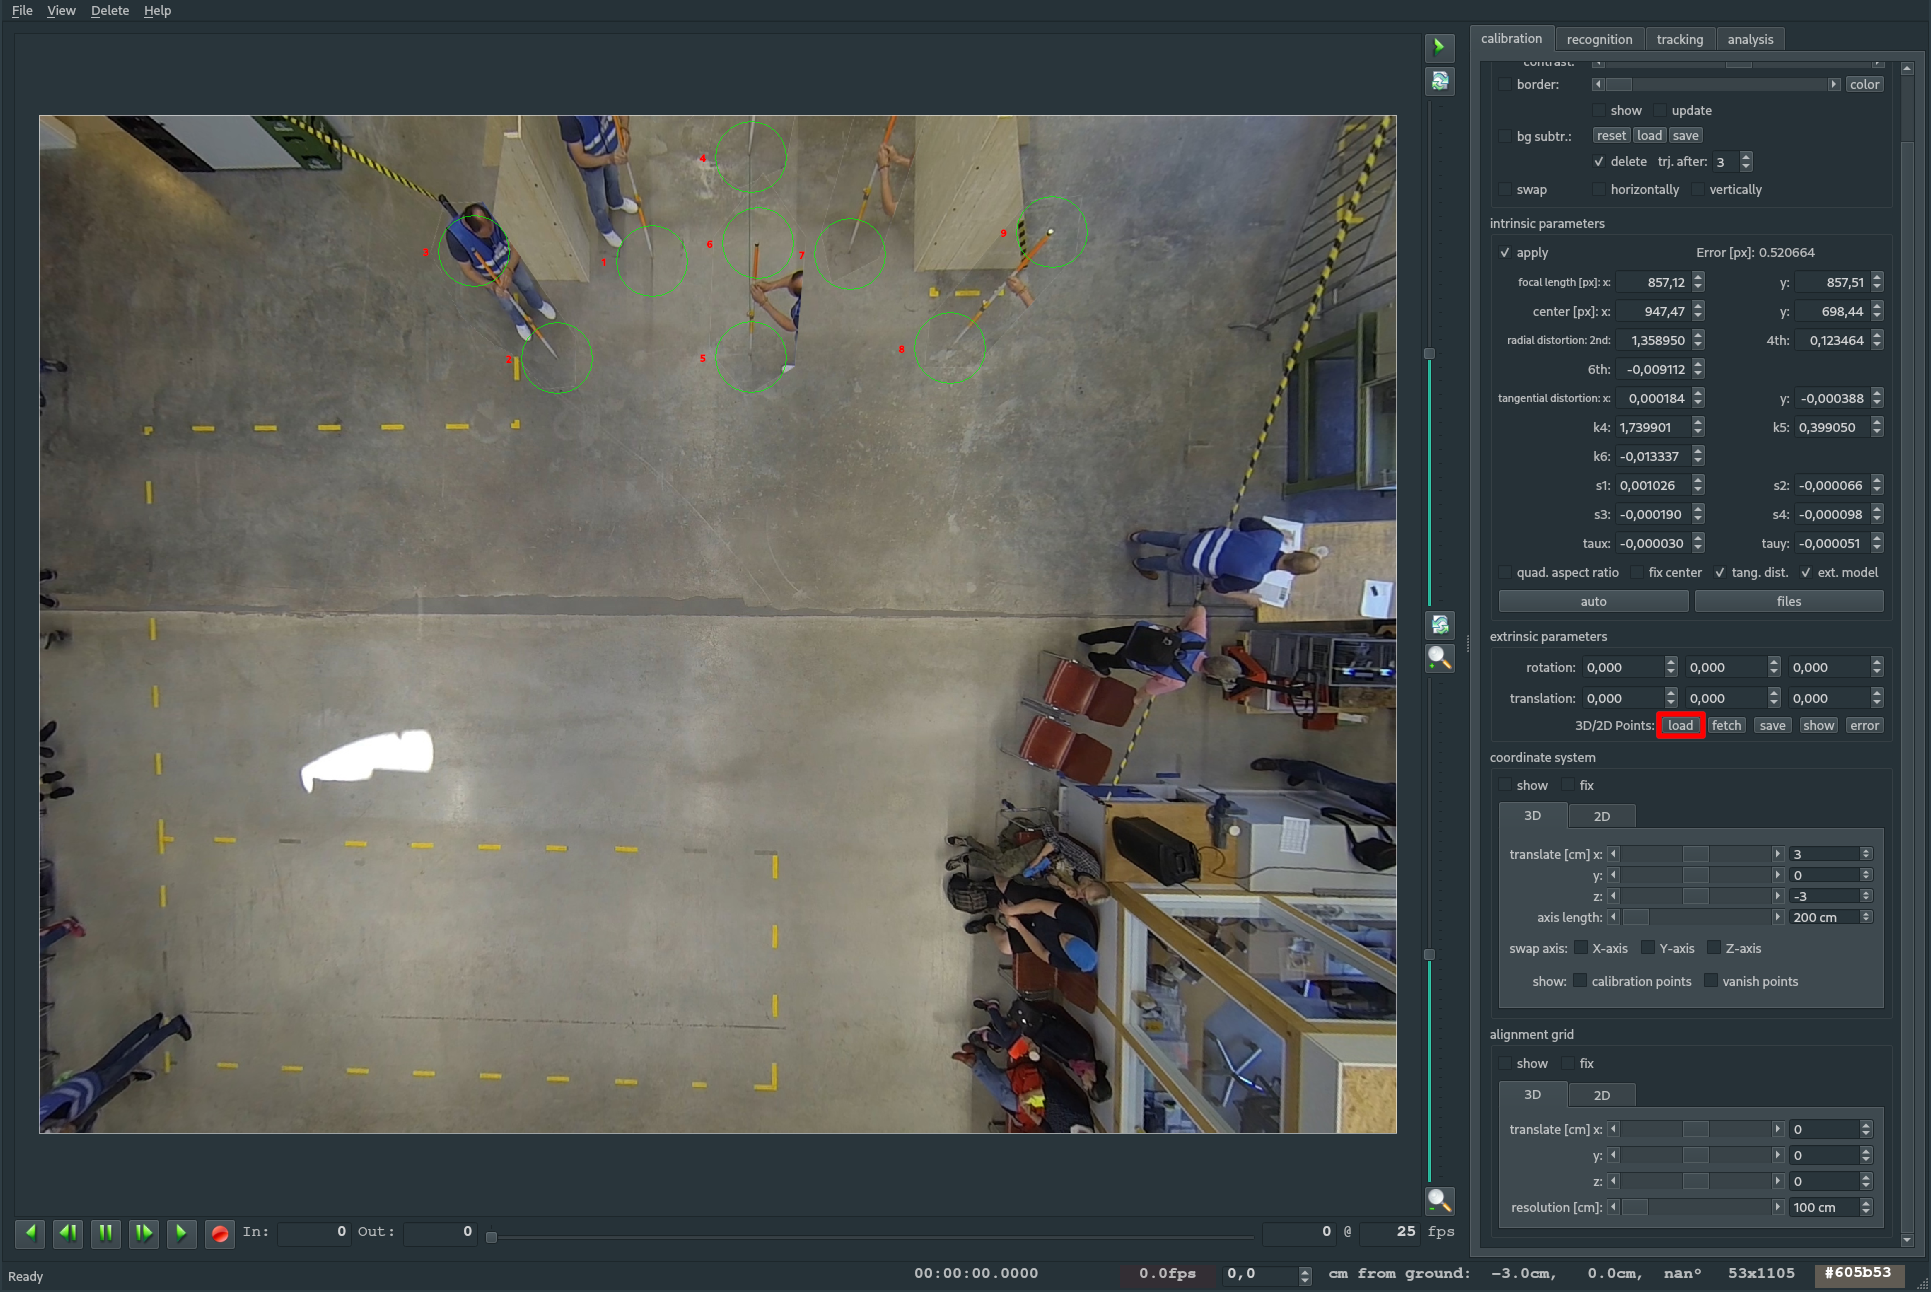 File View Delete Help
calibration recognition tracking analysis
contrast:
border: color
show update
bg subtr.: reset load save
delete trj. after: 3
swap horizontally vertically
intrinsic parameters
apply Error [px]: 0.520664
focal length [px]: x: 857,12 y: 857,51
center [px]: x: 947,47 y: 698,44
radial distortion: 2nd: 1,358950 4th: 0,123464
6th: -0,009112
tangential distortion: x: 0,000184 y: -0,000388
k4: 1,739901 k5: 0,399050
k6: -0,013337
s1: 0,001026 s2: -0,000066
s3: -0,000190 s4: -0,000098
taux: -0,000030 tauy: -0,000051
quad. aspect ratio fix center tang. dist. ext. model
auto files
extrinsic parameters
rotation: 0,000 0,000 0,000
translation: 0,000 0,000 0,000
3D/2D Points: load fetch save show error
coordinate system
show fix
3D 2D
translate [cm] x: 3
y: 0
z: -3
axis length: 200 cm
swap axis: X-axis Y-axis Z-axis
show: calibration points vanish points
alignment grid
show fix
3D 2D
translate [cm] x: 0
y: 0
z: 0
resolution [cm]: 100 cm
4
9
6
3
7
1
8
2
5
In: 0 Out: 0 0 @ 25 fps
Ready 00:00:00.0000 0.0fps 0,0 cm from ground: -3.0cm, 0.0cm, nan° 53x1105 #605b53